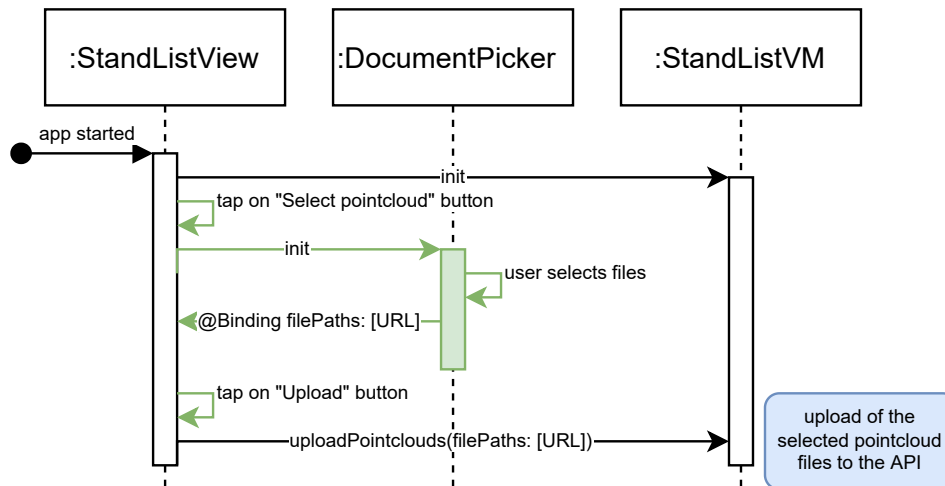 :StandListView
:DocumentPicker
:StandListVM
app started
init
tap on "Select pointcloud" button
init
user selects files
@Binding filePaths: [URL]
tap on "Upload" button
uploadPointclouds(filePaths: [URL])
upload of the
selected pointcloud
files to the API